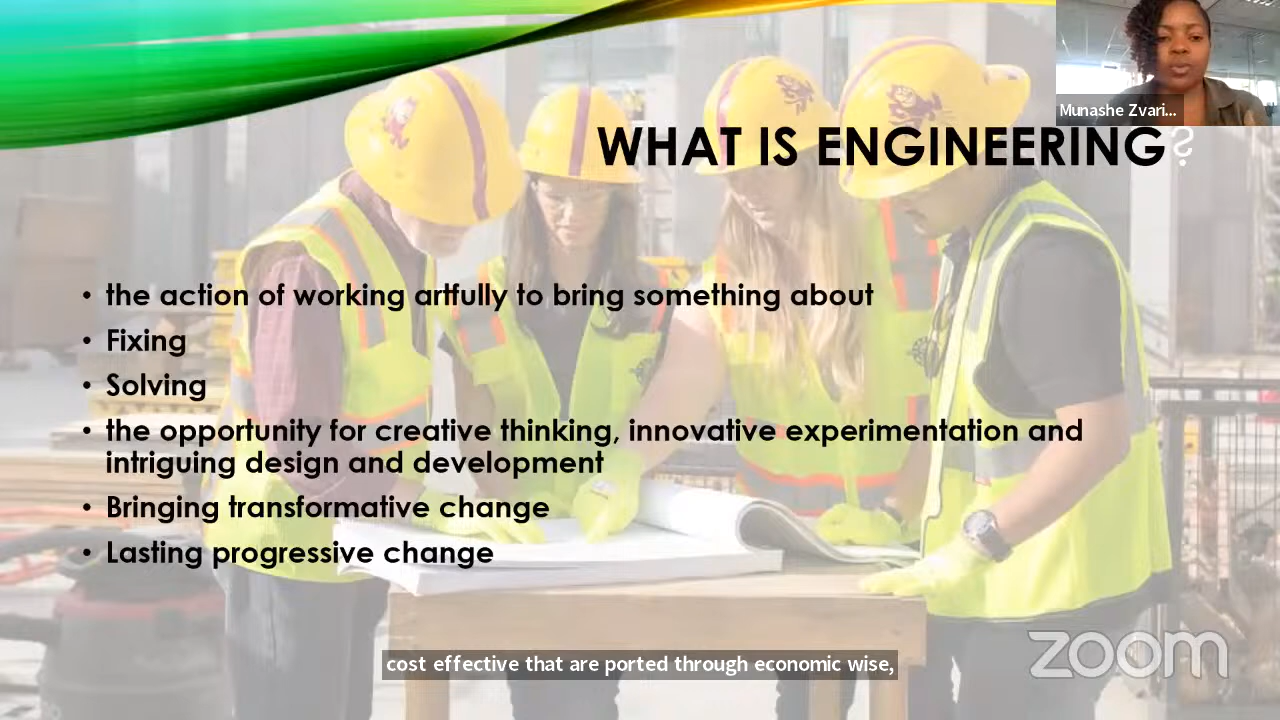 Munashe Zvari...
WHAT IS ENGINEERING?
• the action of working artfully to bring something about
• Fixing
• Solving
• the opportunity for creative thinking, innovative experimentation and
intriguing design and development
• Bringing transformative change
• Lasting progressive change
cost effective that are ported through economic wise,
zoom